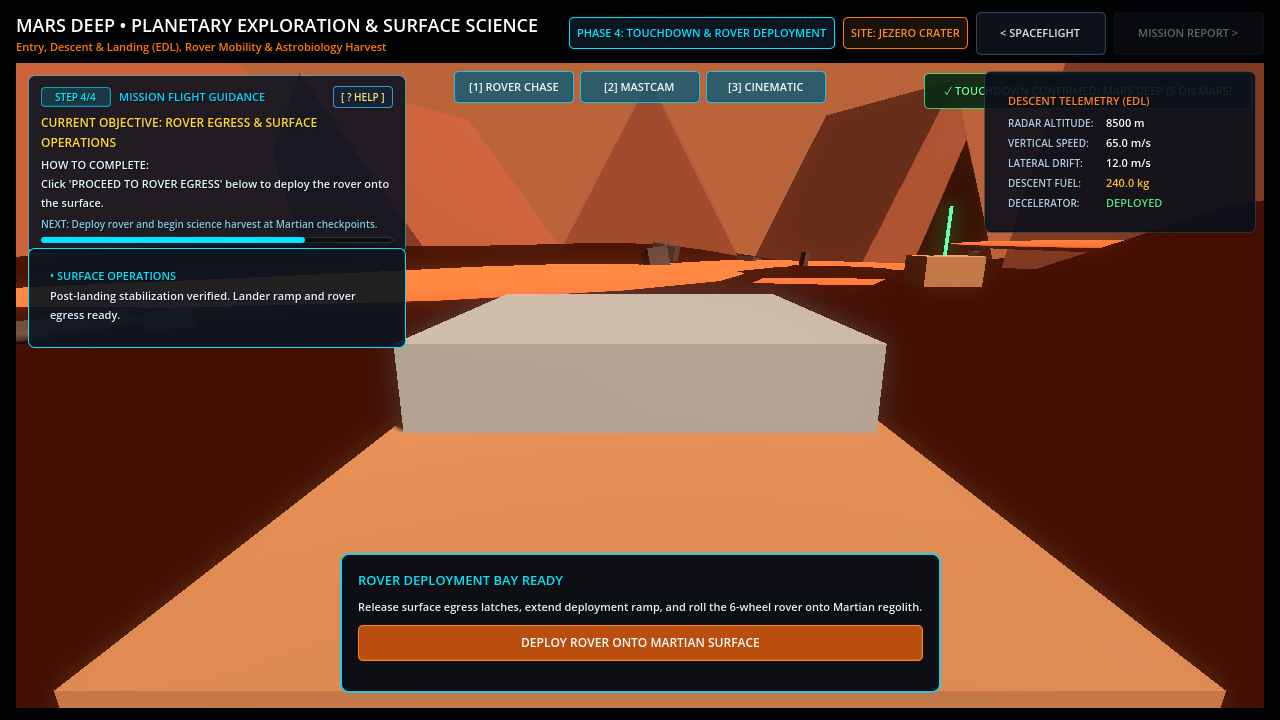 MARS DEEP • PLANETARY EXPLORATION & SURFACE SCIENCE
Entry, Descent & Landing (EDL), Rover Mobility & Astrobiology Harvest
PHASE 4: TOUCHDOWN & ROVER DEPLOYMENT
SITE: JEZERO CRATER
< SPACEFLIGHT
MISSION REPORT >
STEP 4/4
MISSION FLIGHT GUIDANCE
[ ? HELP ]
CURRENT OBJECTIVE: ROVER EGRESS & SURFACE
OPERATIONS
HOW TO COMPLETE:
Click 'PROCEED TO ROVER EGRESS' below to deploy the rover onto
the surface.
NEXT: Deploy rover and begin science harvest at Martian checkpoints.
• SURFACE OPERATIONS
Post-landing stabilization verified. Lander ramp and rover
egress ready.
[1] ROVER CHASE
[2] MASTCAM
[3] CINEMATIC
✓ TOUCHDOWN CONFIRMED! MARS DEEP IS ON MARS!
DESCENT TELEMETRY (EDL)
RADAR ALTITUDE: 8500 m
VERTICAL SPEED: 65.0 m/s
LATERAL DRIFT: 12.0 m/s
DESCENT FUEL: 240.0 kg
DECELERATOR: DEPLOYED
ROVER DEPLOYMENT BAY READY
Release surface egress latches, extend deployment ramp, and roll the 6-wheel rover onto Martian regolith.
DEPLOY ROVER ONTO MARTIAN SURFACE